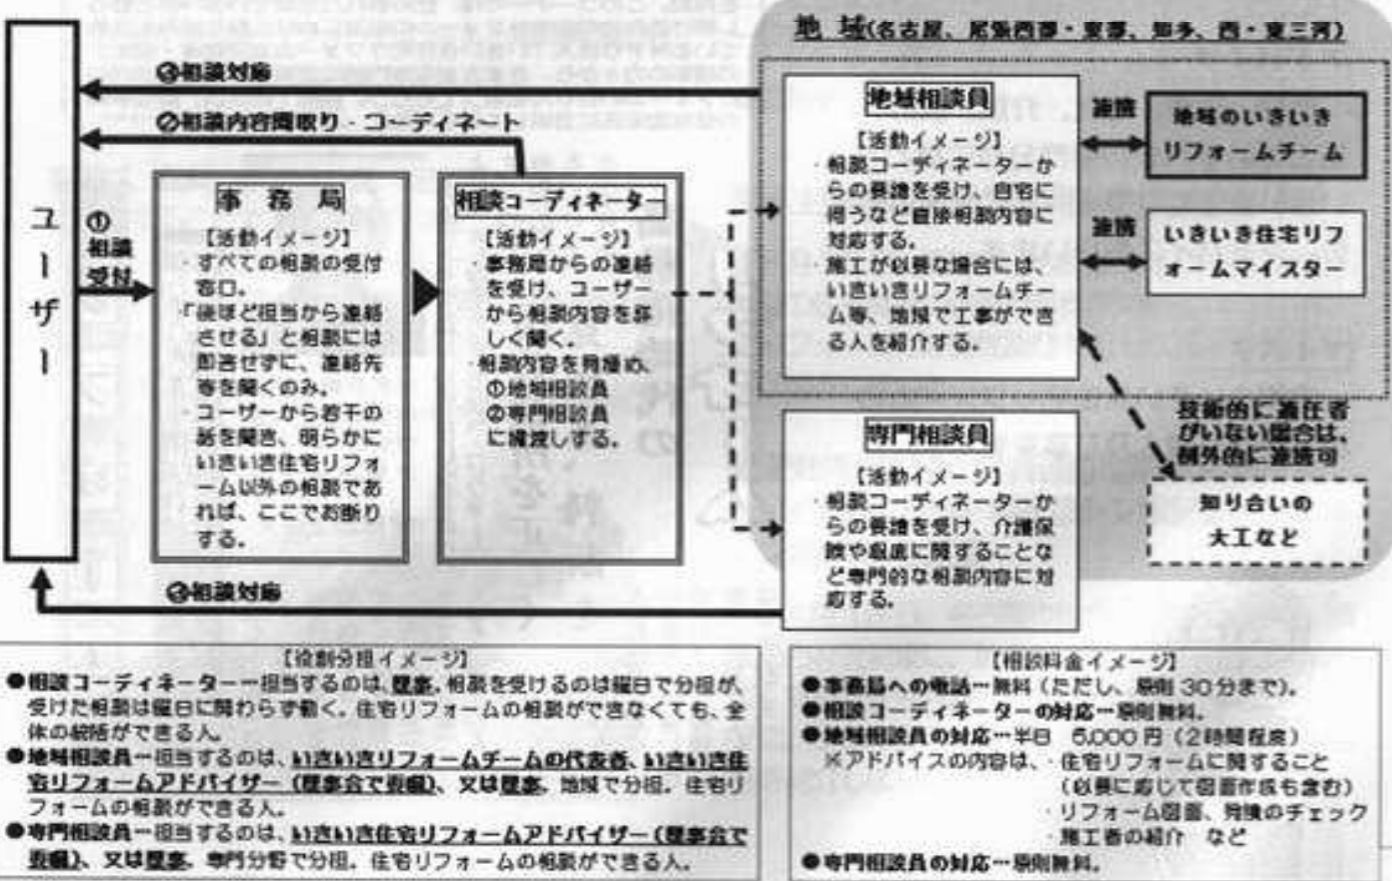 地 域(名古屋、尾張西部・東部、知多、西・東三河)
③相談対応
②相談内容聞取り・コーディネート
ユーザー
①
相談
受付
事 務 局
【活動イメージ】
・すべての相談の受付
窓口。
・「後ほど担当から連絡
させる」と相談には
即答せずに、連絡先
等を聞くのみ。
・ユーザーから若干の
話を聞き、明らかに
いきいき住宅リフォ
ーム以外の相談であ
れば、ここでお断り
する。
相談コーディネーター
【活動イメージ】
・事務局からの連絡
を受け、ユーザー
から相談内容を詳
しく聞く。
・相談内容を見極め、
①地域相談員
②専門相談員
に橋渡しする。
地域相談員
【活動イメージ】
・相談コーディネーターか
らの要請を受け、自宅に
伺うなど直接相談内容に
対応する。
・施工が必要な場合には、
いきいきリフォームチー
ム等、地域で工事ができ
る人を紹介する。
連携
地域のいきいき
リフォームチーム
連携
いきいき住宅リフ
ォームマイスター
技術的に適任者
がいない場合は、
例外的に連携可
知り合いの
大工など
専門相談員
【活動イメージ】
・相談コーディネーターか
らの要請を受け、介護保
険や瑕疵に関することな
ど専門的な相談内容に対
応する。
③相談対応
【役割分担イメージ】
●相談コーディネーター…担当するのは、理事。相談を受けるのは曜日で分担が、
受けた相談は曜日に関わらず動く。住宅リフォームの相談ができなくても、全
体の統括ができる人。
●地域相談員…担当するのは、いきいきリフォームチームの代表者、いきいき住
宅リフォームアドバイザー(理事会で委嘱)、又は理事。地域で分担。住宅リ
フォームの相談ができる人。
●専門相談員…担当するのは、いきいき住宅リフォームアドバイザー(理事会で
委嘱)、又は理事。専門分野で分担。住宅リフォームの相談ができる人。
【相談料金イメージ】
●事務局への電話…無料(ただし、原則 30分まで)。
●相談コーディネーターの対応…原則無料。
●地域相談員の対応…半日 5,000円(2時間程度)
※アドバイスの内容は、・住宅リフォームに関すること
(必要に応じて図面作成も含む)
・リフォーム図面、見積のチェック
・施工者の紹介 など
●専門相談員の対応…原則無料。